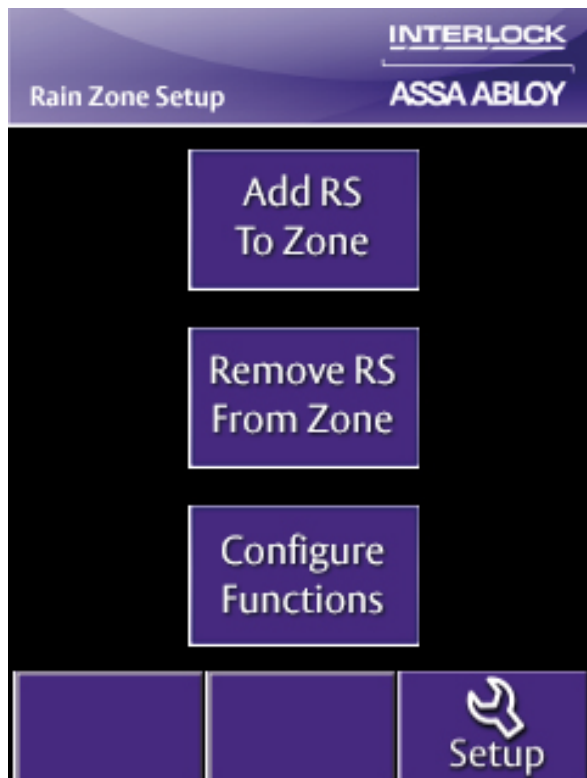 INTERLOCK
Rain Zone Setup
ASSA ABLOY
Add RS
To Zone
Remove RS
From Zone
Configure
Functions
Setup